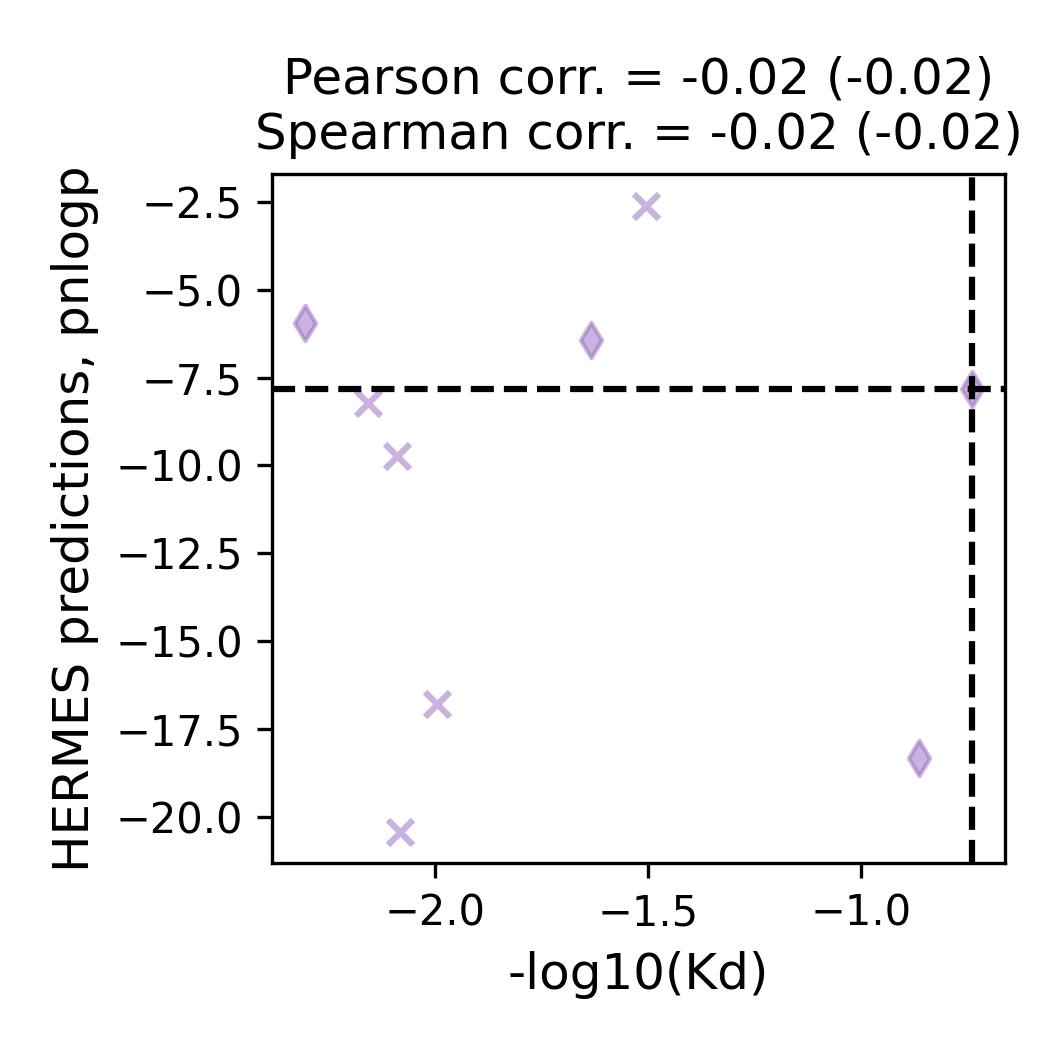 Pearson corr. = -0.02 (-0.02)
Spearman corr. = -0.02 (-0.02)
HERMES predictions, pnlogp
−2.5
−5.0
−7.5
−10.0
−12.5
−15.0
−17.5
−20.0
−2.0 −1.5 −1.0
-log10(Kd)